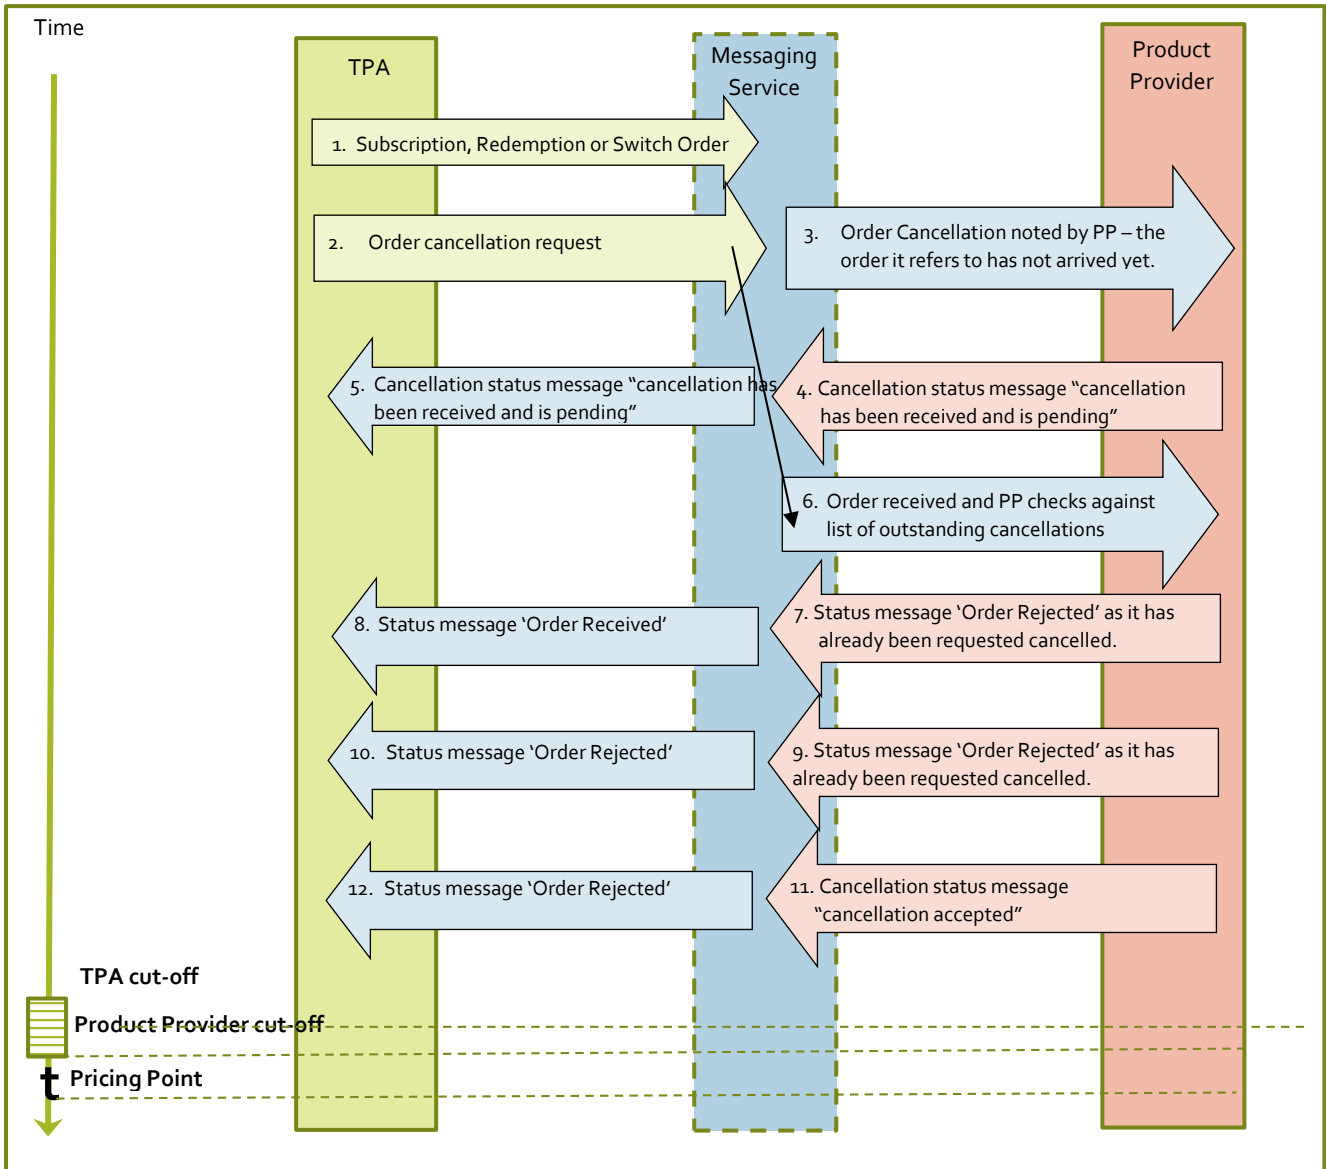 Time
TPA
Messaging
Service
Product
Provider
1. Subscription, Redemption or Switch Order
2. Order cancellation request
3. Order Cancellation noted by PP – the
order it refers to has not arrived yet.
5. Cancellation status message “cancellation has
been received and is pending”
4. Cancellation status message “cancellation
has been received and is pending”
6. Order received and PP checks against
list of outstanding cancellations
8. Status message ‘Order Received’
7. Status message ‘Order Rejected’ as it has
already been requested cancelled.
10. Status message ‘Order Rejected’
9. Status message ‘Order Rejected’ as it has
already been requested cancelled.
12. Status message ‘Order Rejected’
11. Cancellation status message
“cancellation accepted”
TPA cut-off
Product Provider cut-off
t Pricing Point